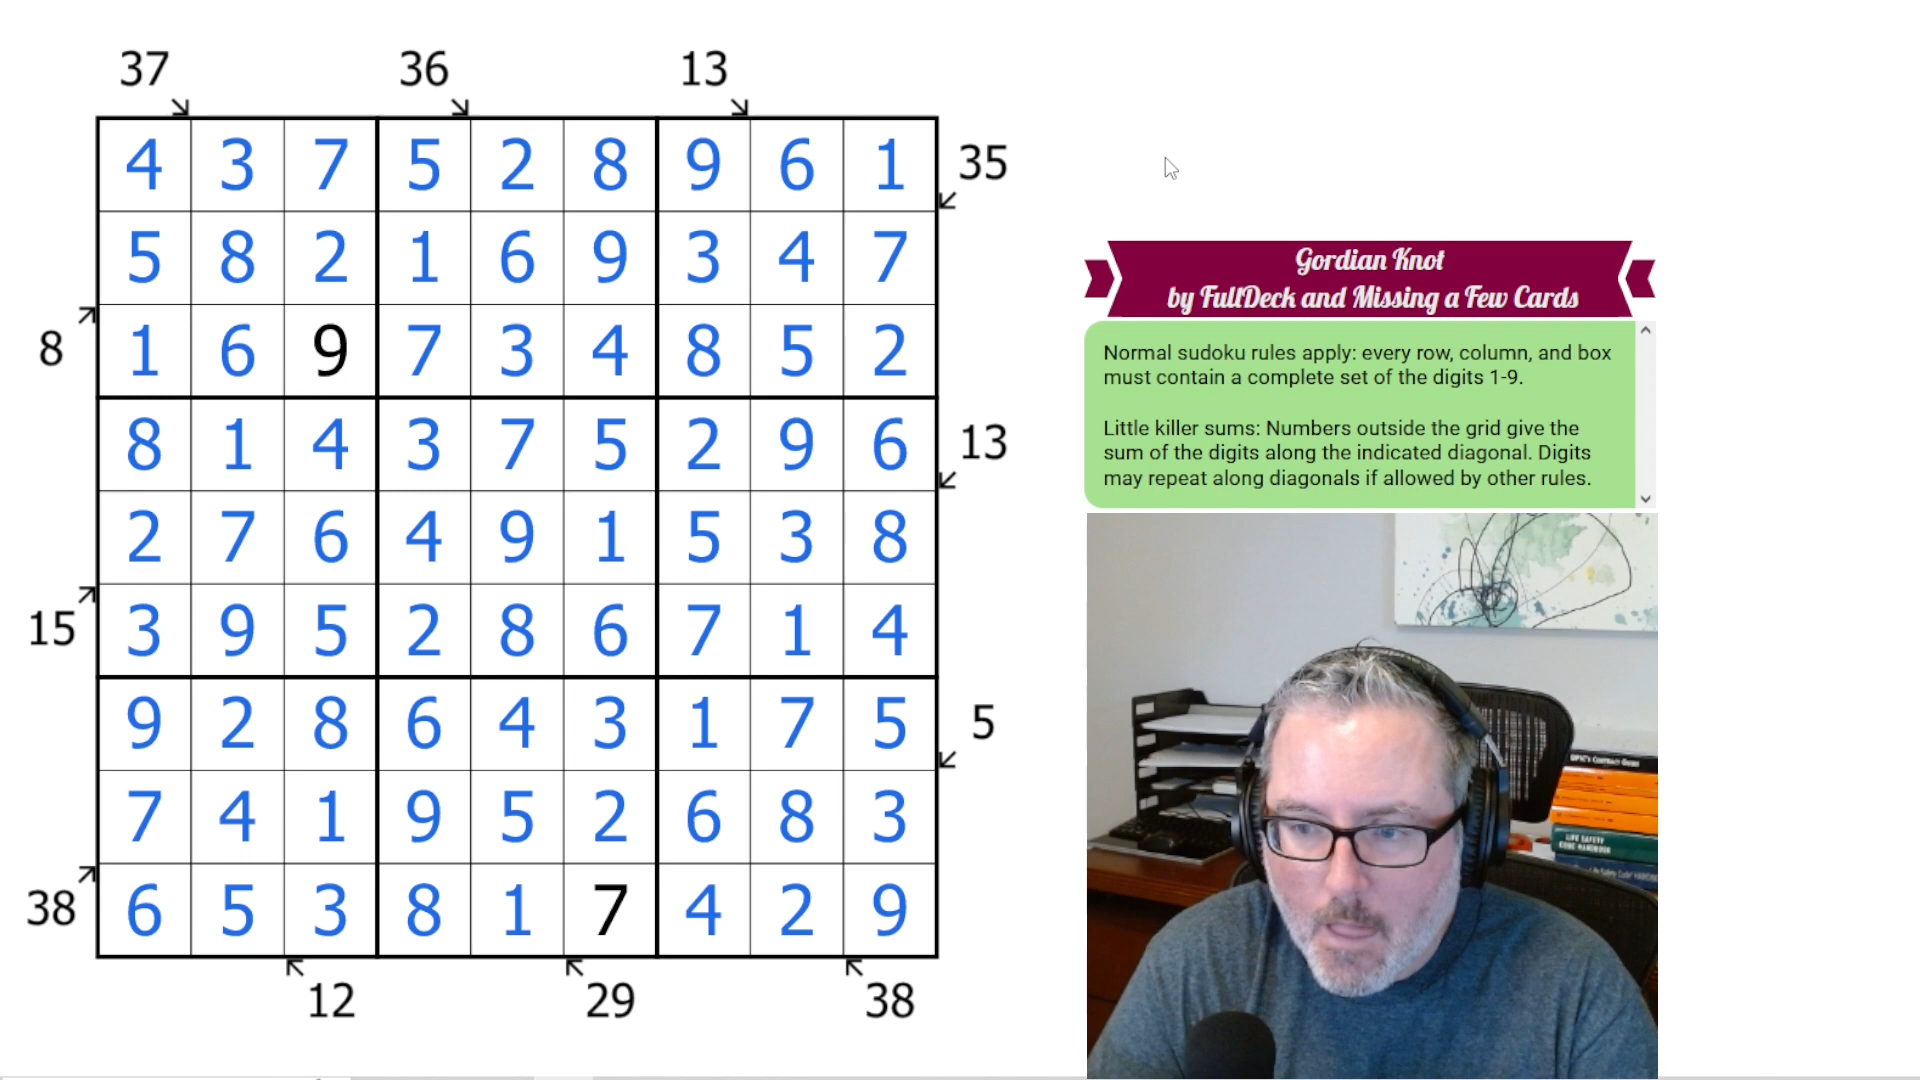 37 36 13
4 3 7 5 2 8 9 6 1 35
5 8 2 1 6 9 3 4 7
8 1 6 9 7 3 4 8 5 2
8 1 4 3 7 5 2 9 6 13
2 7 6 4 9 1 5 3 8
15 3 9 5 2 8 6 7 1 4
9 2 8 6 4 3 1 7 5 5
7 4 1 9 5 2 6 8 3
38 6 5 3 8 1 7 4 2 9
12 29 38
Gordian Knot
by FullDeck and Missing a Few Cards
Normal sudoku rules apply: every row, column, and box
must contain a complete set of the digits 1-9.
Little killer sums: Numbers outside the grid give the
sum of the digits along the indicated diagonal. Digits
may repeat along diagonals if allowed by other rules.
LIFE SAFETY
CODE HANDBOOK